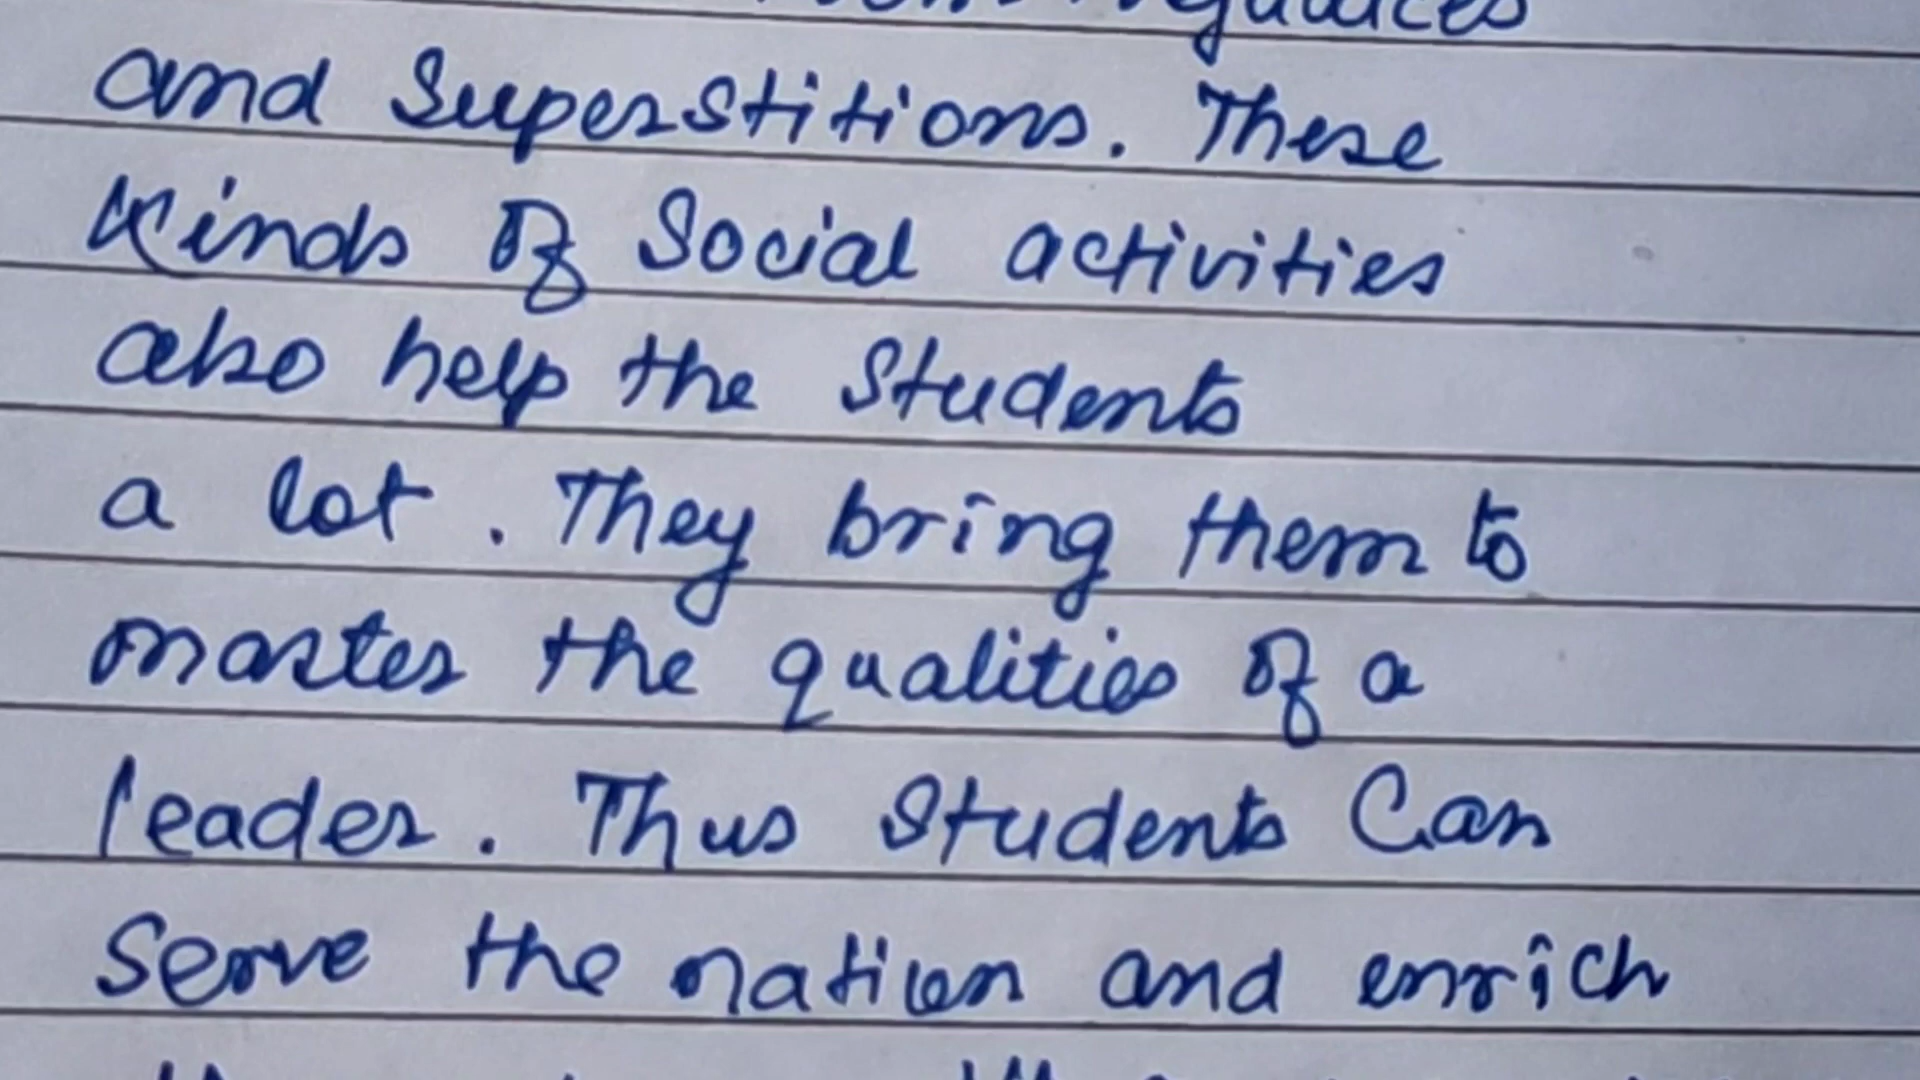 and Superstitions. These
kinds of Social activities
also help the Students
a lot. They bring them to
master the qualities of a
leader. Thus Students Can
Serve the nation and enrich